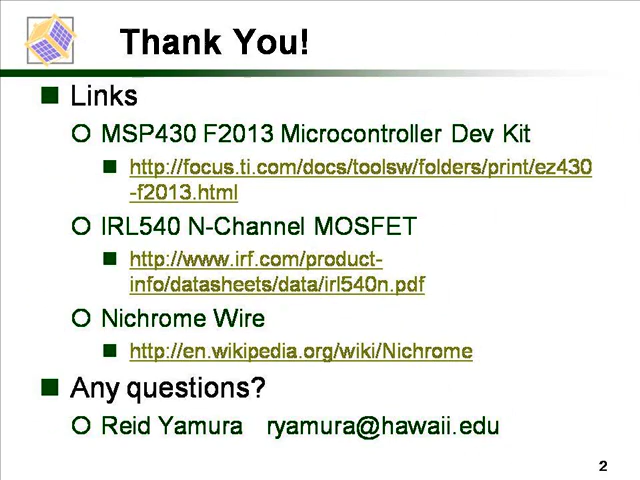 Thank You!
Links
MSP430 F2013 Microcontroller Dev Kit
http://focus.ti.com/docs/toolsw/folders/print/ez430
-f2013.html
IRL540 N-Channel MOSFET
http://www.irf.com/product-
info/datasheets/data/irl540n.pdf
Nichrome Wire
http://en.wikipedia.org/wiki/Nichrome
Any questions?
Reid Yamura ryamura@hawaii.edu
2